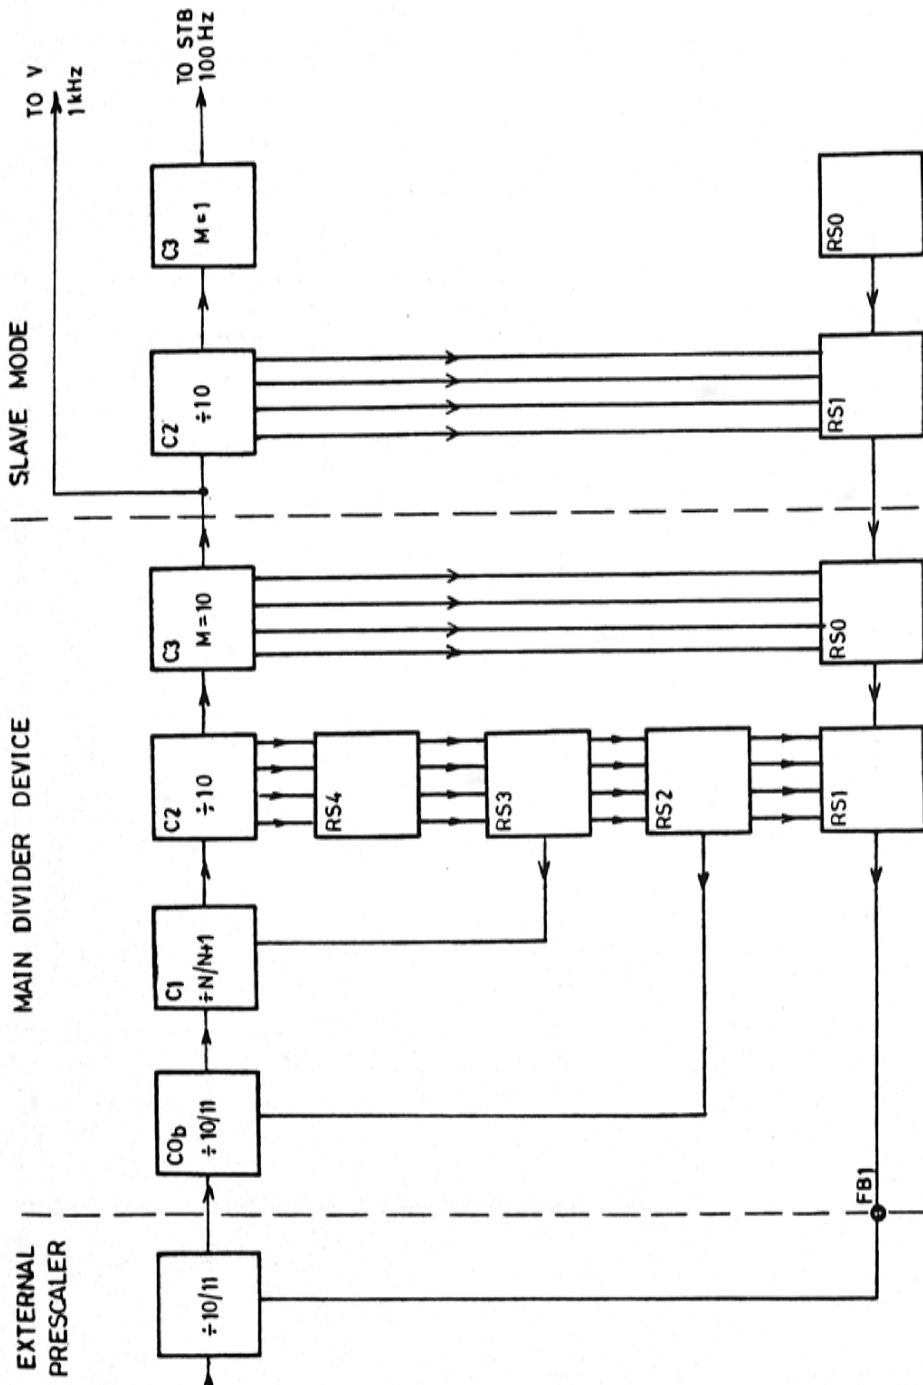 EXTERNAL
PRESCALER
MAIN DIVIDER DEVICE
SLAVE MODE
TO V
1kHz
÷10/11
C0b
÷10/11
C1
÷N/N+1
C2
÷10
C3
M=10
C2
÷10
C3
M=1
TO STB
100Hz
RS4
RS3
RS2
RS1
RS0
RS1
RS0
FB1